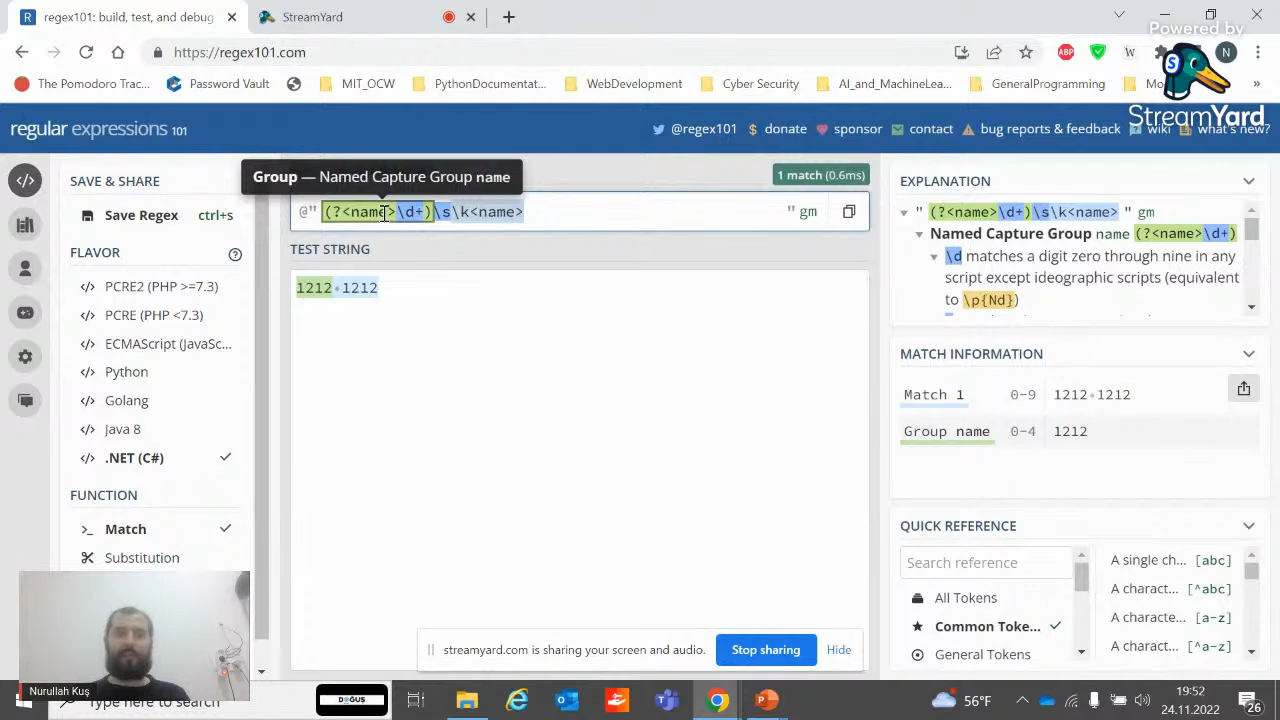 regex101: build, test, and debug
StreamYard
Powered by
StreamYard
https://regex101.com
ABP
W
N
The Pomodoro Trac...
Password Vault
MIT_OCW
PythonDocumentat...
WebDevelopment
Cyber Security
AI_and_MachineLea...
GeneralProgramming
»
regular expressions 101
@regex101
$ donate
sponsor
contact
bug reports & feedback
wiki
what's new?
SAVE & SHARE
Save Regex ctrl+s
FLAVOR
PCRE2 (PHP >=7.3)
PCRE (PHP <7.3)
ECMAScript (JavaSc...
Python
Golang
Java 8
.NET (C#)
FUNCTION
Match
Substitution
Group — Named Capture Group name
1 match (0.6ms)
@" (?<name>\d+)\s\k<name> " gm
TEST STRING
1212·1212
EXPLANATION
" (?<name>\d+)\s\k<name> " gm
Named Capture Group name (?<name>\d+)
\d matches a digit zero through nine in any
script except ideographic scripts (equivalent
to \p{Nd})
MATCH INFORMATION
Match 1 0-9 1212·1212
Group name 0-4 1212
QUICK REFERENCE
Search reference
All Tokens
Common Toke...
General Tokens
A single ch... [abc]
A charact... [^abc]
A characte... [a-z]
A charact... [^a-z]
streamyard.com is sharing your screen and audio.
Stop sharing
Hide
Nurullah Kuş
Type here to search
DOĞUS
56°F
19:52
24.11.2022
26